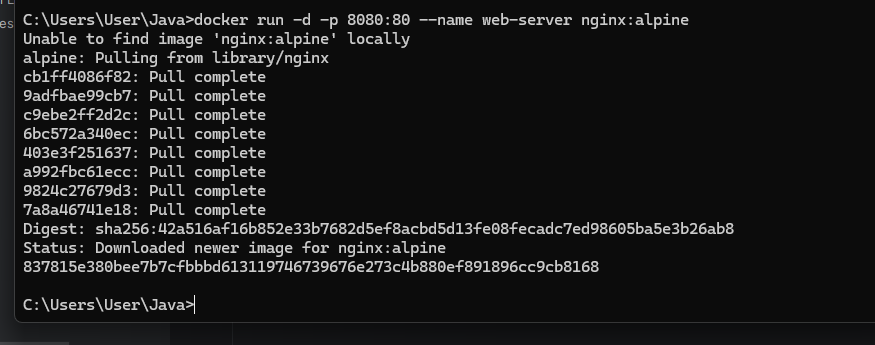 C:\Users\User\Java>docker run -d -p 8080:80 --name web-server nginx:alpine
Unable to find image 'nginx:alpine' locally
alpine: Pulling from library/nginx
cb1ff4086f82: Pull complete
9adfbae99cb7: Pull complete
c9ebe2ff2d2c: Pull complete
6bc572a340ec: Pull complete
403e3f251637: Pull complete
a992fbc61ecc: Pull complete
9824c27679d3: Pull complete
7a8a46741e18: Pull complete
Digest: sha256:42a516af16b852e33b7682d5ef8acbd5d13fe08fecadc7ed98605ba5e3b26ab8
Status: Downloaded newer image for nginx:alpine
837815e380bee7b7cfbbbd613119746739676e273c4b880ef891896cc9cb8168
C:\Users\User\Java>